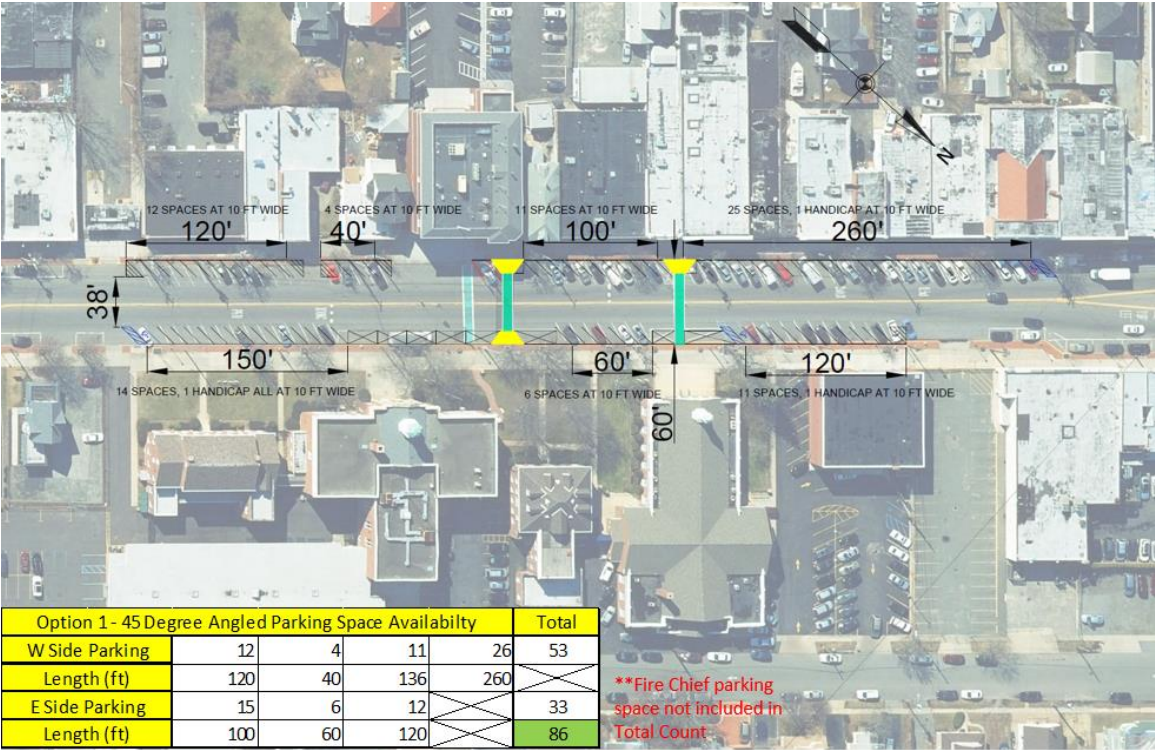 N
12 SPACES AT 10 FT WIDE
4 SPACES AT 10 FT WIDE
11 SPACES AT 10 FT WIDE
25 SPACES, 1 HANDICAP AT 10 FT WIDE
120'
40'
100'
260'
38'
150'
60'
120'
14 SPACES, 1 HANDICAP ALL AT 10 FT WIDE
6 SPACES AT 10 FT WIDE
11 SPACES, 1 HANDICAP AT 10 FT WIDE
60'
Option 1 - 45 Degree Angled Parking Space Availabilty Total
W Side Parking 12 4 11 26 53
Length (ft) 120 40 136 260
E Side Parking 15 6 12 33
Length (ft) 100 60 120 86
**Fire Chief parking
space not included in
Total Count